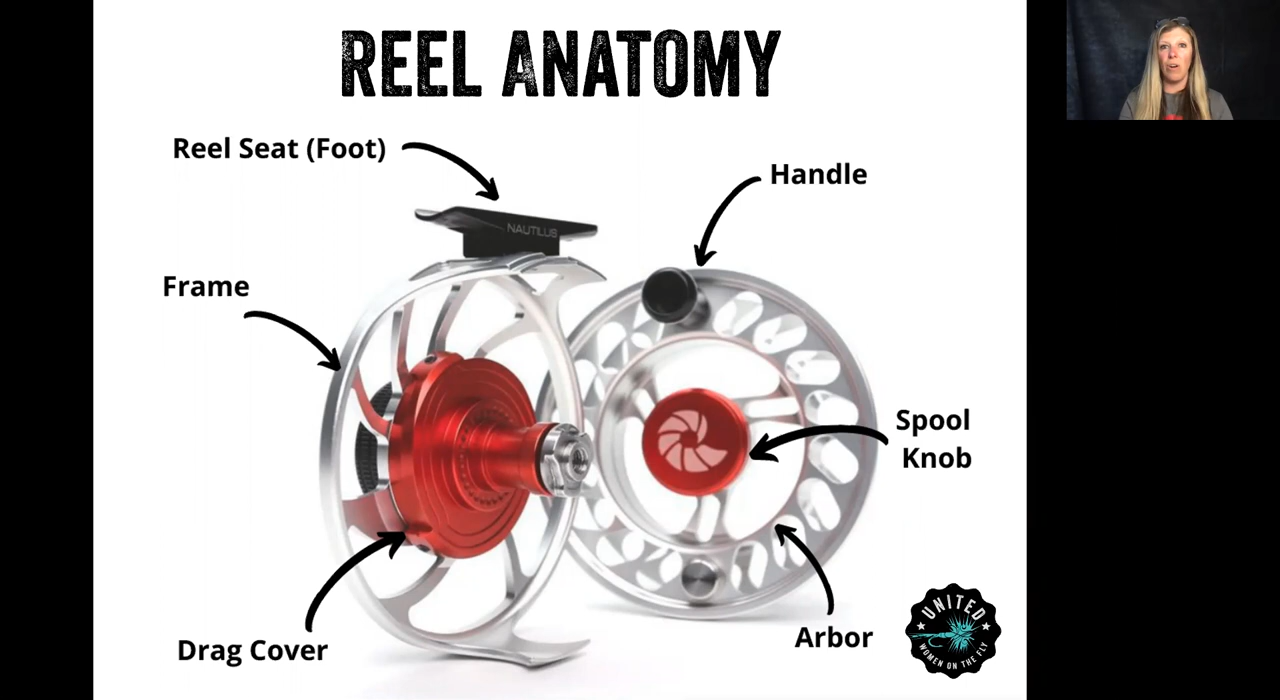 REEL ANATOMY
Reel Seat (Foot)
Handle
NAUTILUS
Frame
Spool
Knob
Drag Cover
Arbor
UNITED
WOMEN ON THE FLY